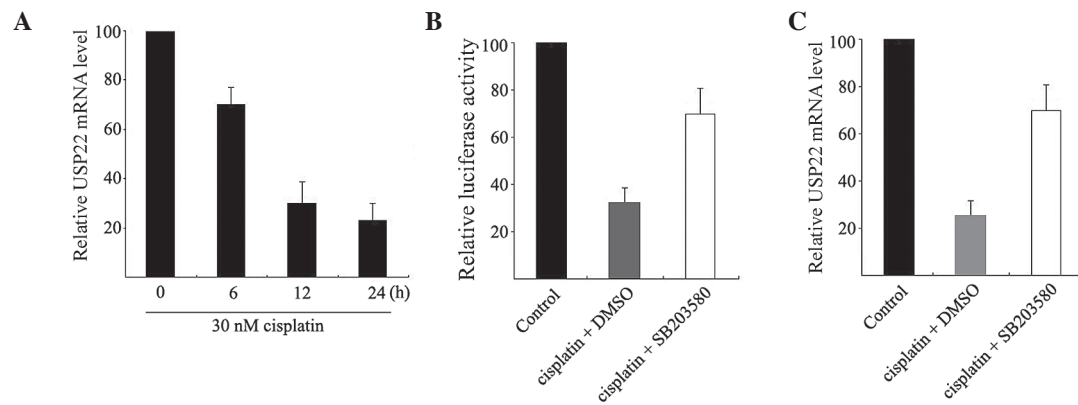 A
Relative USP22 mRNA level
100
80
60
40
20
0
6
12
24 (h)
30 nM cisplatin
B
Relative luciferase activity
100
80
60
40
20
Control
cisplatin + DMSO
cisplatin + SB203580
C
Relative USP22 mRNA level
100
80
60
40
20
Control
cisplatin + DMSO
cisplatin + SB203580